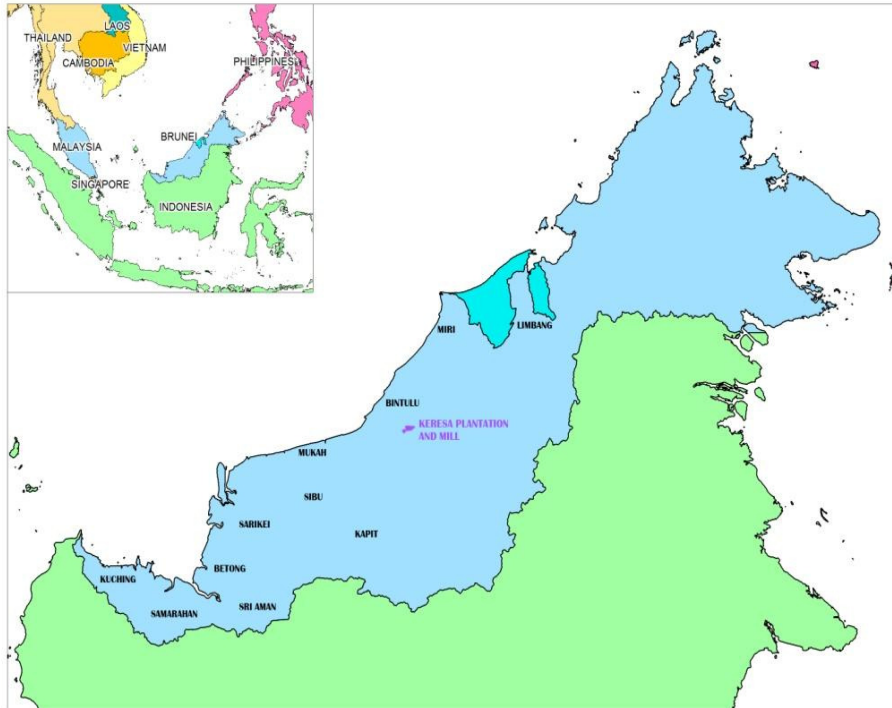 LAOS
THAILAND
VIETNAM
CAMBODIA
PHILIPPINES
BRUNEI
MALAYSIA
SINGAPORE
INDONESIA
MIRI
LIMBANG
BINTULU
KERESA PLANTATION
AND MILL
MUKAH
SIBU
SARIKEI
KAPIT
BETONG
KUCHING
SAMARAHAN
SRI AMAN